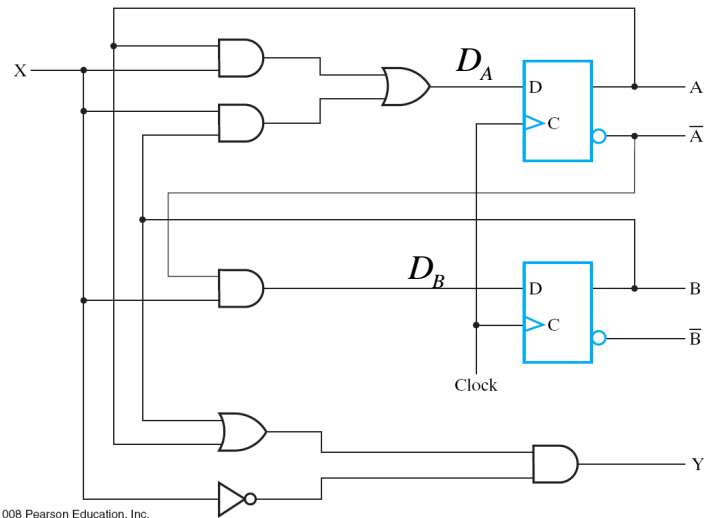 D_A
X
D
A
C
A̅
D_B
D
B
C
B̅
Clock
Y
008 Pearson Education, Inc.